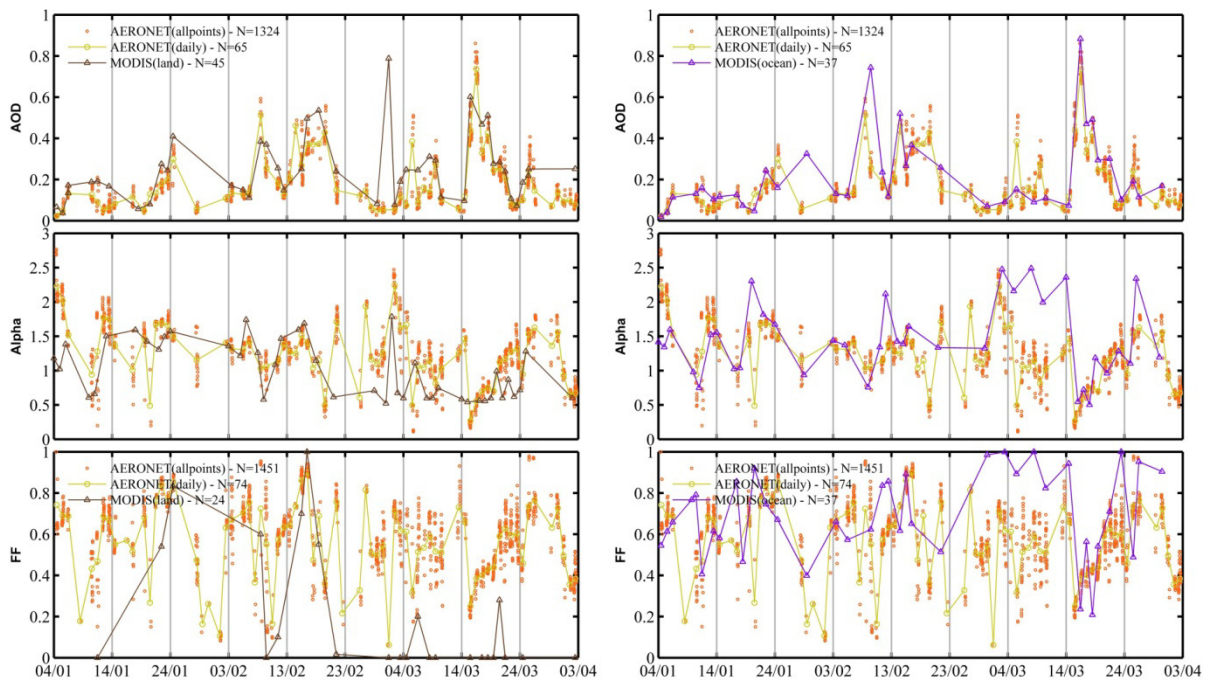 1
0.8
0.6
0.4
0.2
0
AOD
AERONET(allpoints) - N=1324
AERONET(daily) - N=65
MODIS(land) - N=45
1
0.8
0.6
0.4
0.2
0
AOD
AERONET(allpoints) - N=1324
AERONET(daily) - N=65
MODIS(ocean) - N=37
3
2.5
2
1.5
1
0.5
0
Alpha
3
2.5
2
1.5
1
0.5
0
Alpha
1
0.8
0.6
0.4
0.2
0
FF
AERONET(allpoints) - N=1451
AERONET(daily) - N=74
MODIS(land) - N=24
04/01 14/01 24/01 03/02 13/02 23/02 04/03 14/03 24/03 03/04
1
0.8
0.6
0.4
0.2
0
FF
AERONET(allpoints) - N=1451
AERONET(daily) - N=74
MODIS(ocean) - N=37
04/01 14/01 24/01 03/02 13/02 23/02 04/03 14/03 24/03 03/04